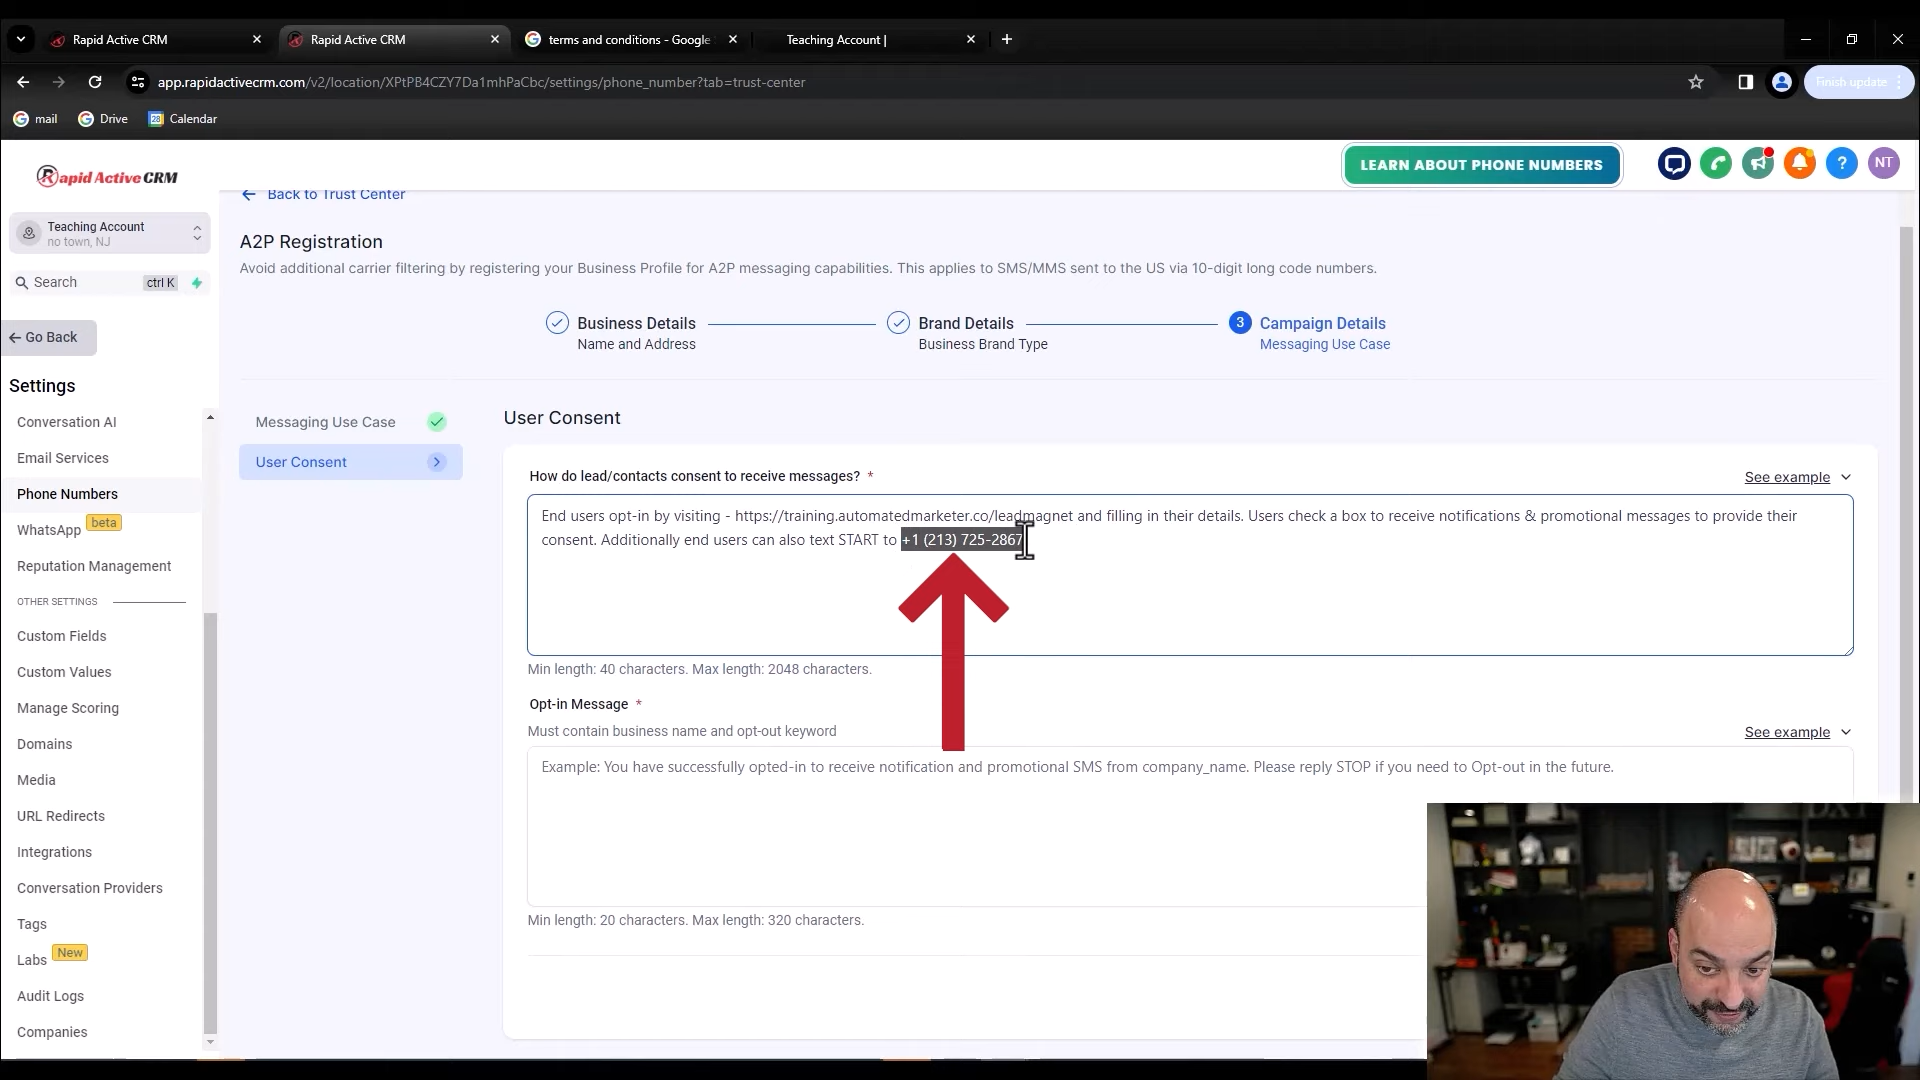 Rapid Active CRM
Rapid Active CRM
terms and conditions - Google
Teaching Account |
app.rapidactivecrm.com/v2/location/XPtPB4CZY7Da1mhPaCbc/settings/phone_number?tab=trust-center
Finish update
mail
Drive
28
Calendar
Rapid Active CRM
LEARN ABOUT PHONE NUMBERS
?
NT
Teaching Account
no town, NJ
Search
ctrl K
Go Back
Settings
Conversation AI
Email Services
Phone Numbers
WhatsApp
beta
Reputation Management
OTHER SETTINGS
Custom Fields
Custom Values
Manage Scoring
Domains
Media
URL Redirects
Integrations
Conversation Providers
Tags
Labs
New
Audit Logs
Companies
Back to Trust Center
A2P Registration
Avoid additional carrier filtering by registering your Business Profile for A2P messaging capabilities. This applies to SMS/MMS sent to the US via 10-digit long code numbers.
Business Details
Name and Address
Brand Details
Business Brand Type
3
Campaign Details
Messaging Use Case
Messaging Use Case
User Consent
User Consent
How do lead/contacts consent to receive messages? *
See example
End users opt-in by visiting - https://training.automatedmarketer.co/leadmagnet and filling in their details. Users check a box to receive notifications & promotional messages to provide their
consent. Additionally end users can also text START to +1 (213) 725-2867
Min length: 40 characters. Max length: 2048 characters.
Opt-in Message *
Must contain business name and opt-out keyword
See example
Example: You have successfully opted-in to receive notification and promotional SMS from company_name. Please reply STOP if you need to Opt-out in the future.
Min length: 20 characters. Max length: 320 characters.